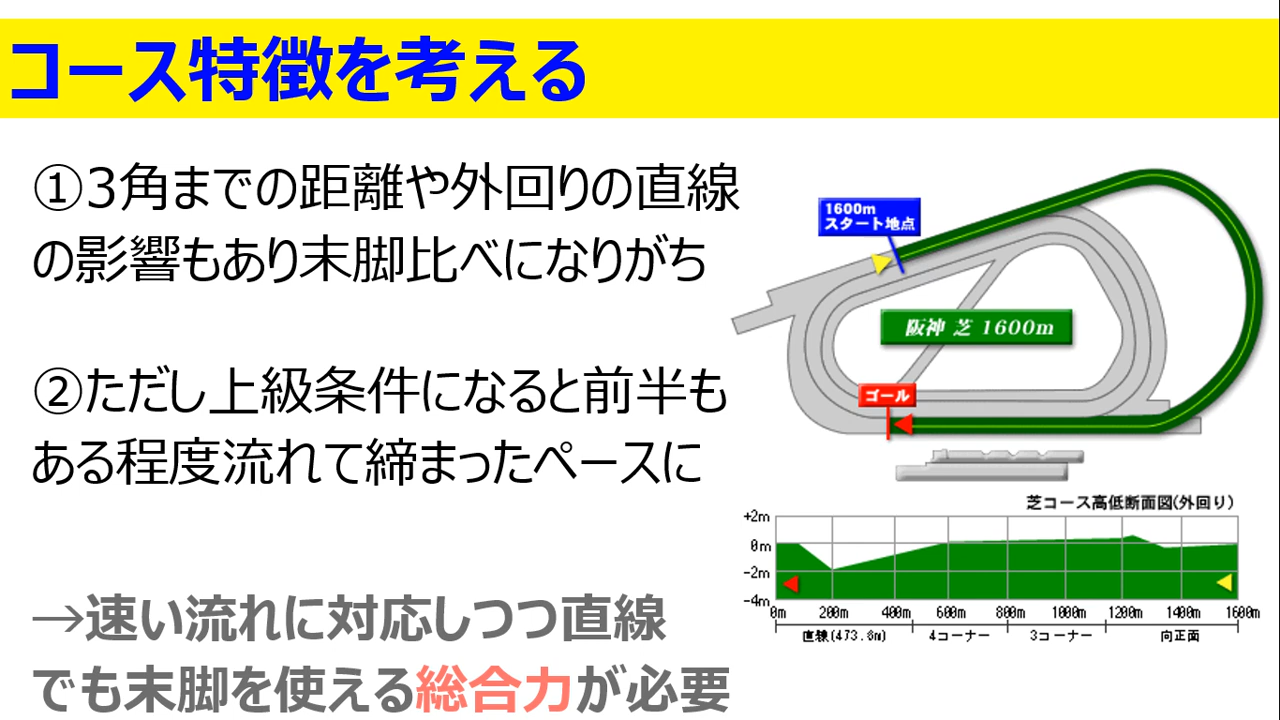 コース特徴を考える
①3角までの距離や外回りの直線
の影響もあり末脚比べになりがち
②ただし上級条件になると前半も
ある程度流れて締まったペースに
→速い流れに対応しつつ直線
でも末脚を使える総合力が必要
1600m
スタート地点
阪神 芝 1600m
ゴール
芝コース高低断面図(外回り)
+2m
0m
-2m
-4m
0m 200m 400m 600m 800m 1000m 1200m 1400m 1600m
直線(473.6m) 4コーナー 3コーナー 向正面